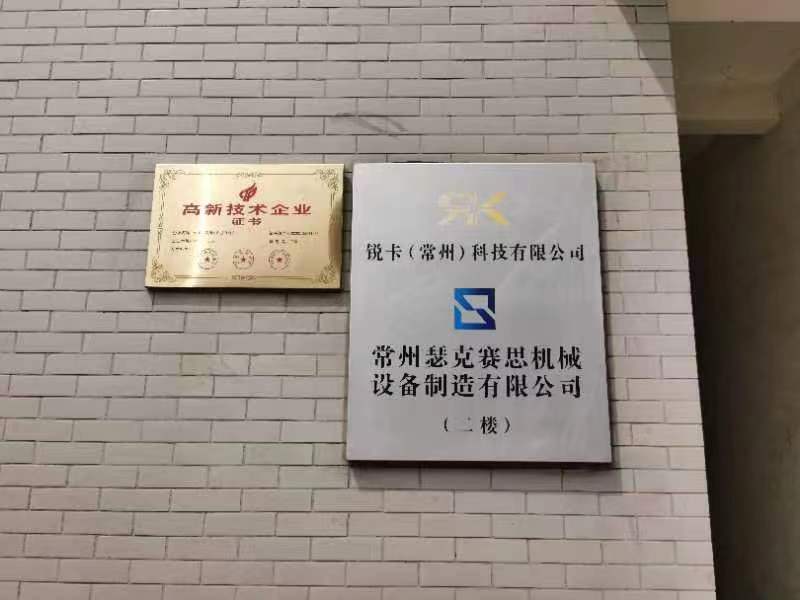 高新技术企业
证书
RK
锐卡（常州）科技有限公司
常州瑟克赛思机械
设备制造有限公司
（二楼）